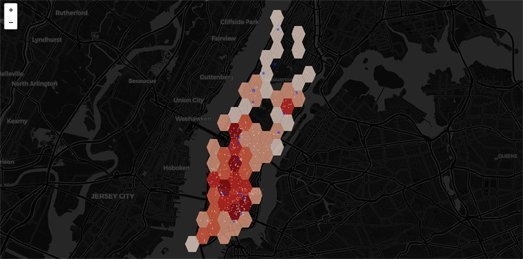 +
Rutherford
Cliffside Park
Lyndhurst
Fairview
Secaucus
Guttenberg
North Arlington
Union City
Kearny
Weehawken
Hoboken
QUEENS
JERSEY CITY